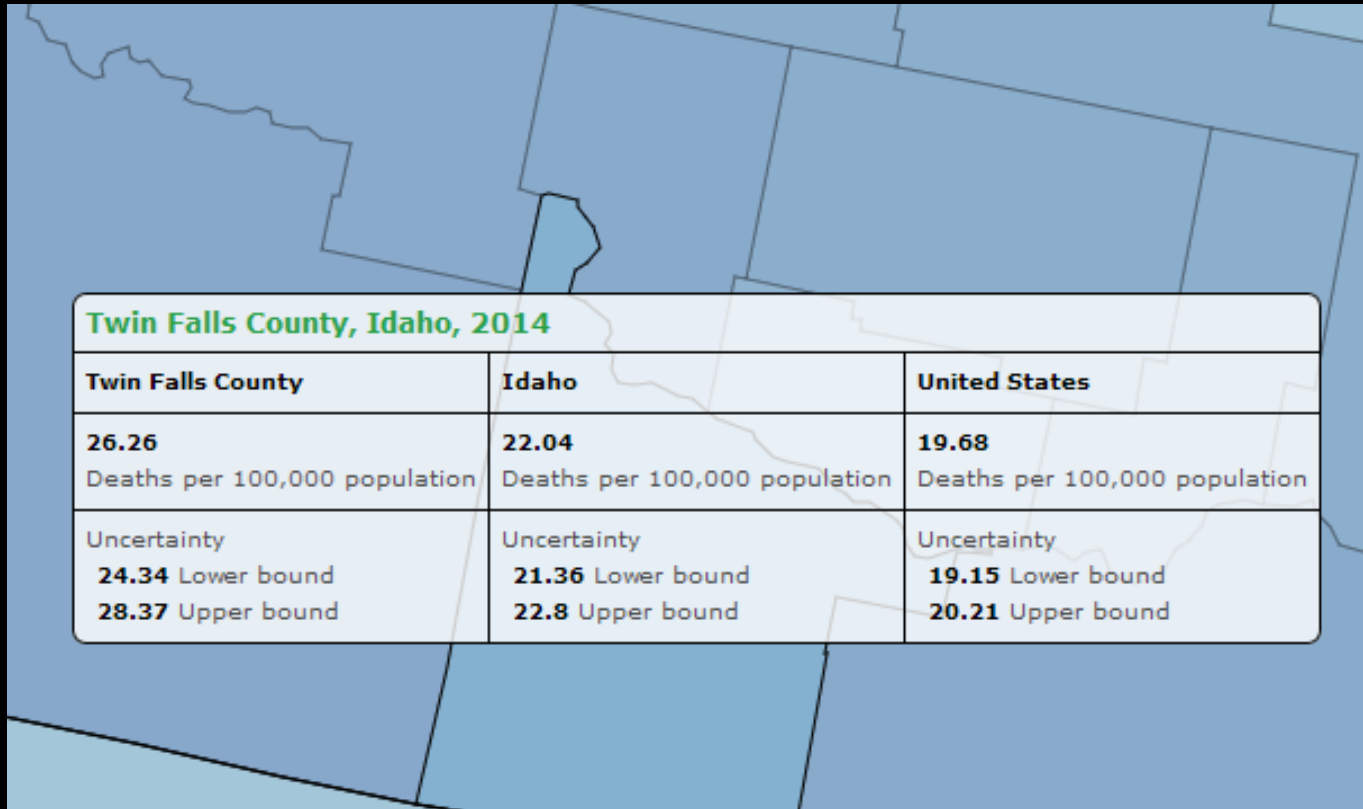 Twin Falls County, Idaho, 2014
Twin Falls County
Idaho
United States
26.26
Deaths per 100,000 population
22.04
Deaths per 100,000 population
19.68
Deaths per 100,000 population
Uncertainty
24.34 Lower bound
28.37 Upper bound
Uncertainty
21.36 Lower bound
22.8 Upper bound
Uncertainty
19.15 Lower bound
20.21 Upper bound